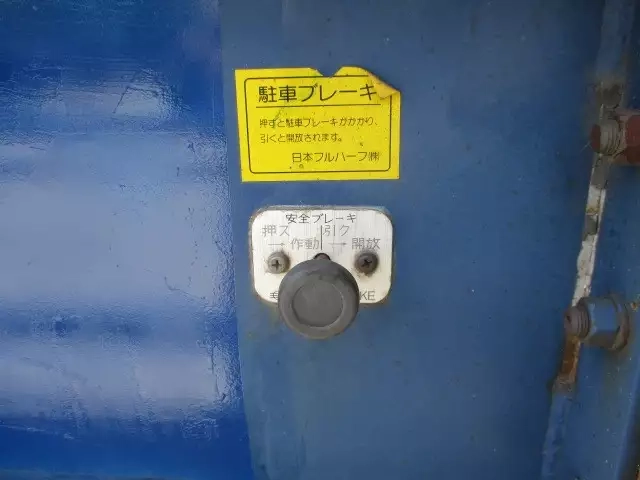 駐車ブレーキ
押すと駐車ブレーキがかかり、
引くと開放されます。
日本フルハーフ㈱
安全ブレーキ
押ス 引ク
→作動 →開放
KE